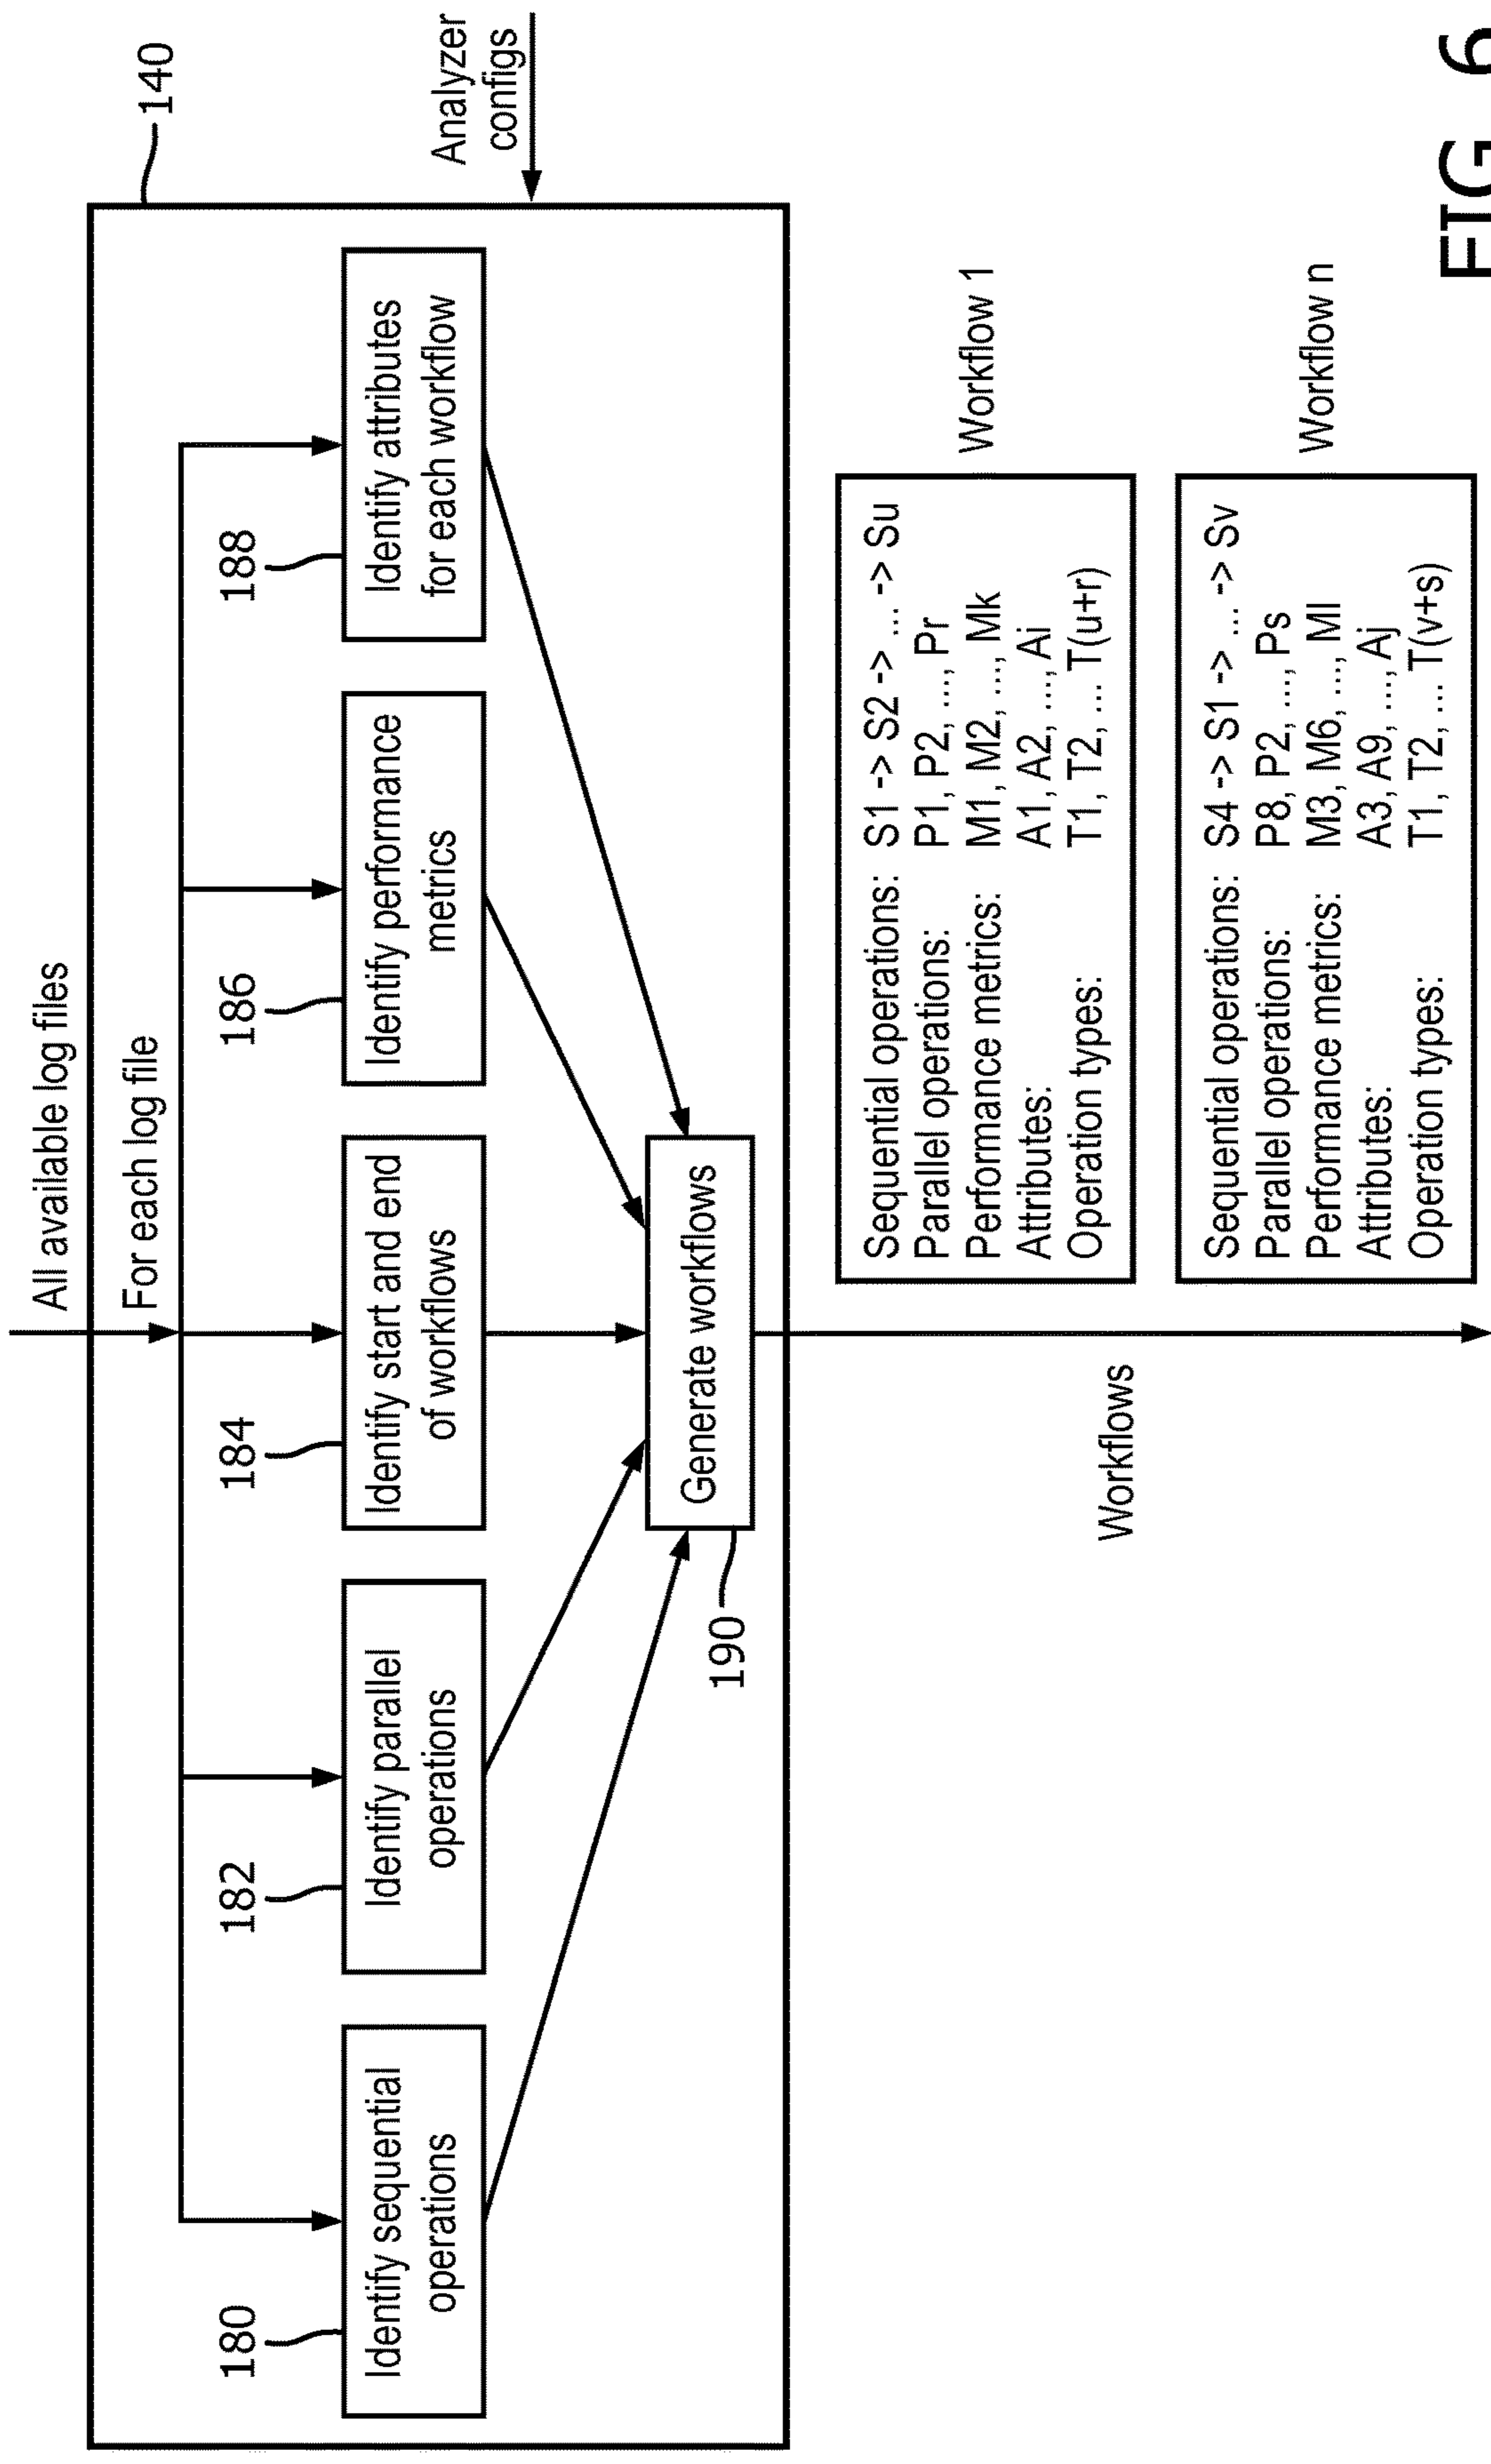 All available log files
For each log file
140
Analyzer
configs
180
182
184
186
188
Identify sequential
operations
Identify parallel
operations
Identify start and end
of workflows
Identify performance
metrics
Identify attributes
for each workflow
190
Generate workflows
Workflows
Sequential operations: S1 -> S2 -> ... -> Su
Parallel operations: P1, P2, ..., Pr
Performance metrics: M1, M2, ..., Mk
Attributes: A1, A2, ..., Ai
Operation types: T1, T2, ... T(u+r)
Workflow 1
Sequential operations: S4 -> S1 -> ... -> Sv
Parallel operations: P8, P2, ..., Ps
Performance metrics: M3, M6, ..., Ml
Attributes: A3, A9, ..., Aj
Operation types: T1, T2, ... T(v+s)
Workflow n
FIG. 6